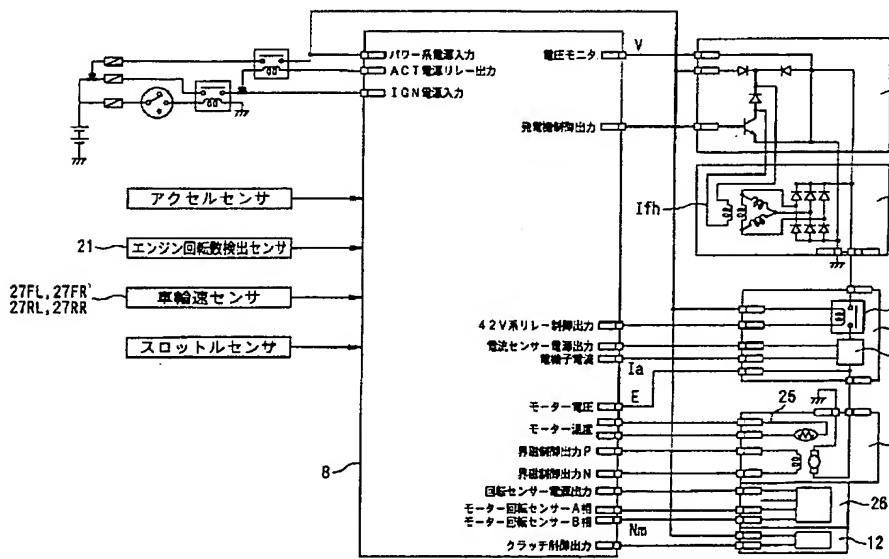 パワー系電源入力
ACT電源リレー出力
IGN電源入力
電圧モニタ
V
発電機制御出力
Ifh
アクセルセンサ
21
エンジン回転数検出センサ
27FL,27FR
27RL,27RR
車輪速センサ
スロットルセンサ
42V系リレー制御出力
電流センサー電源出力
電機子電流
Ia
E
モーター電圧
モーター温度
25
8
界磁制御出力P
界磁制御出力N
回転センサー電源出力
モーター回転センサーA相
モーター回転センサーB相
26
Nm
クラッチ制御出力
12